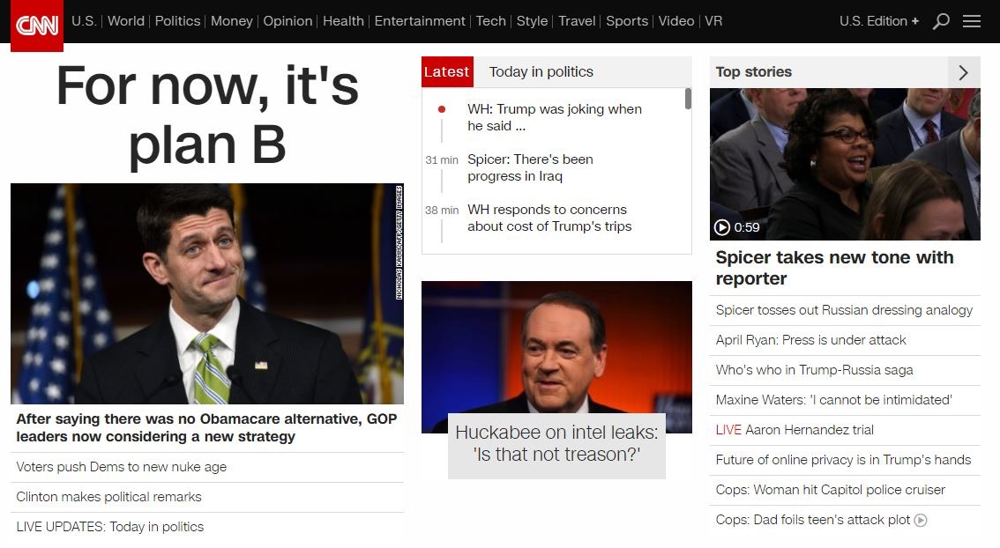 CNN
U.S. World Politics Money Opinion Health Entertainment Tech Style Travel Sports Video VR
U.S. Edition +
For now, it's
plan B
NICHOLAS KAMM/AFP/GETTY IMAGES
After saying there was no Obamacare alternative, GOP
leaders now considering a new strategy
Voters push Dems to new nuke age
Clinton makes political remarks
LIVE UPDATES: Today in politics
Latest
Today in politics
WH: Trump was joking when
he said ...
31 min
Spicer: There's been
progress in Iraq
38 min
WH responds to concerns
about cost of Trump's trips
Huckabee on intel leaks:
'Is that not treason?'
Top stories
0:59
Spicer takes new tone with
reporter
Spicer tosses out Russian dressing analogy
April Ryan: Press is under attack
Who's who in Trump-Russia saga
Maxine Waters: 'I cannot be intimidated'
LIVE Aaron Hernandez trial
Future of online privacy is in Trump's hands
Cops: Woman hit Capitol police cruiser
Cops: Dad foils teen's attack plot